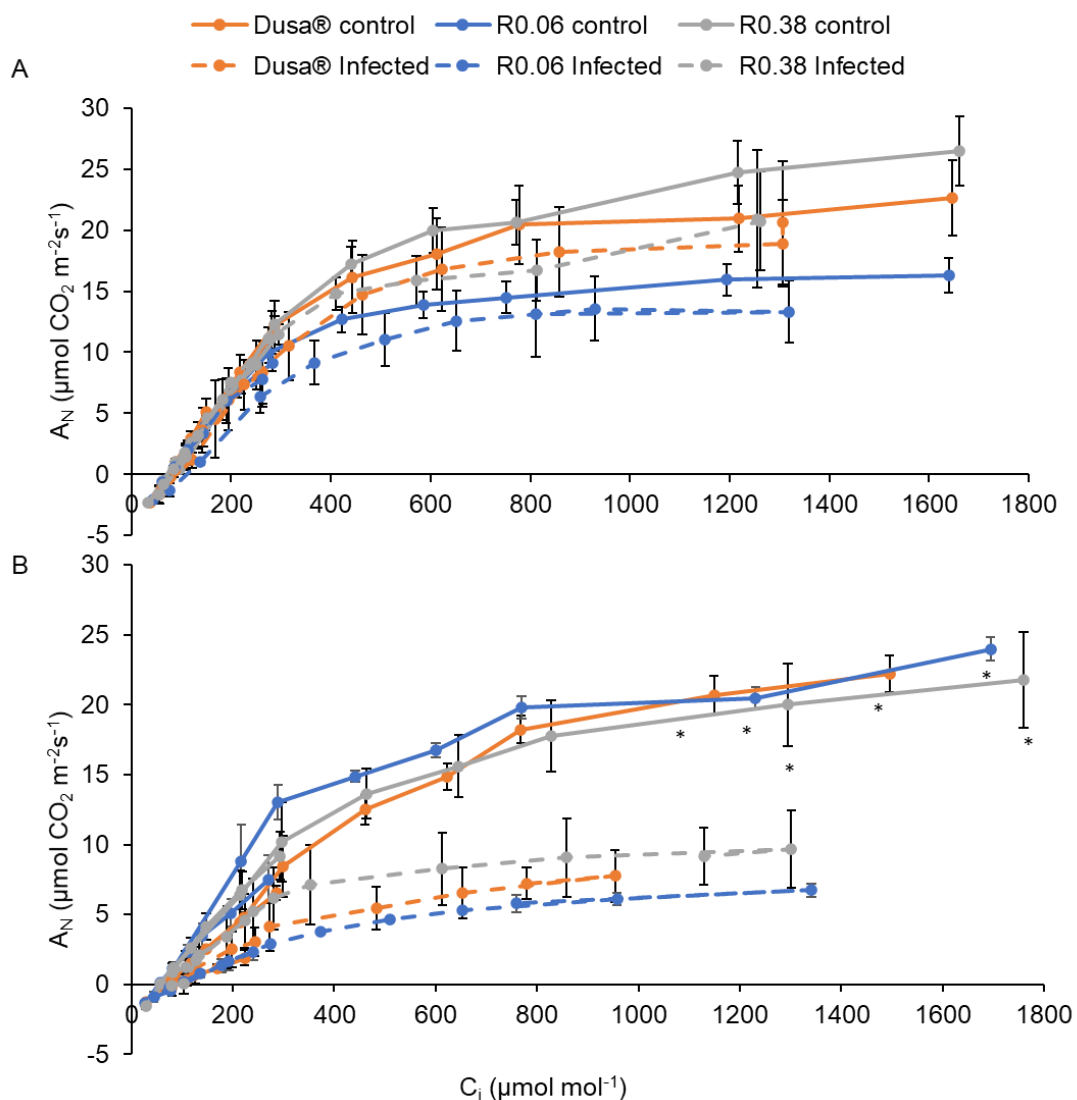 Dusa® control R0.06 control R0.38 control
Dusa® Infected R0.06 Infected R0.38 Infected
A
30
25
20
15
10
5
0
-5
0 200 400 600 800 1000 1200 1400 1600 1800
A_N (µmol CO₂ m⁻²s⁻¹)
B
30
25
20
15
10
5
0
-5
* * * * * *
0 200 400 600 800 1000 1200 1400 1600 1800
A_N (µmol CO₂ m⁻²s⁻¹)
C_i (µmol mol⁻¹)